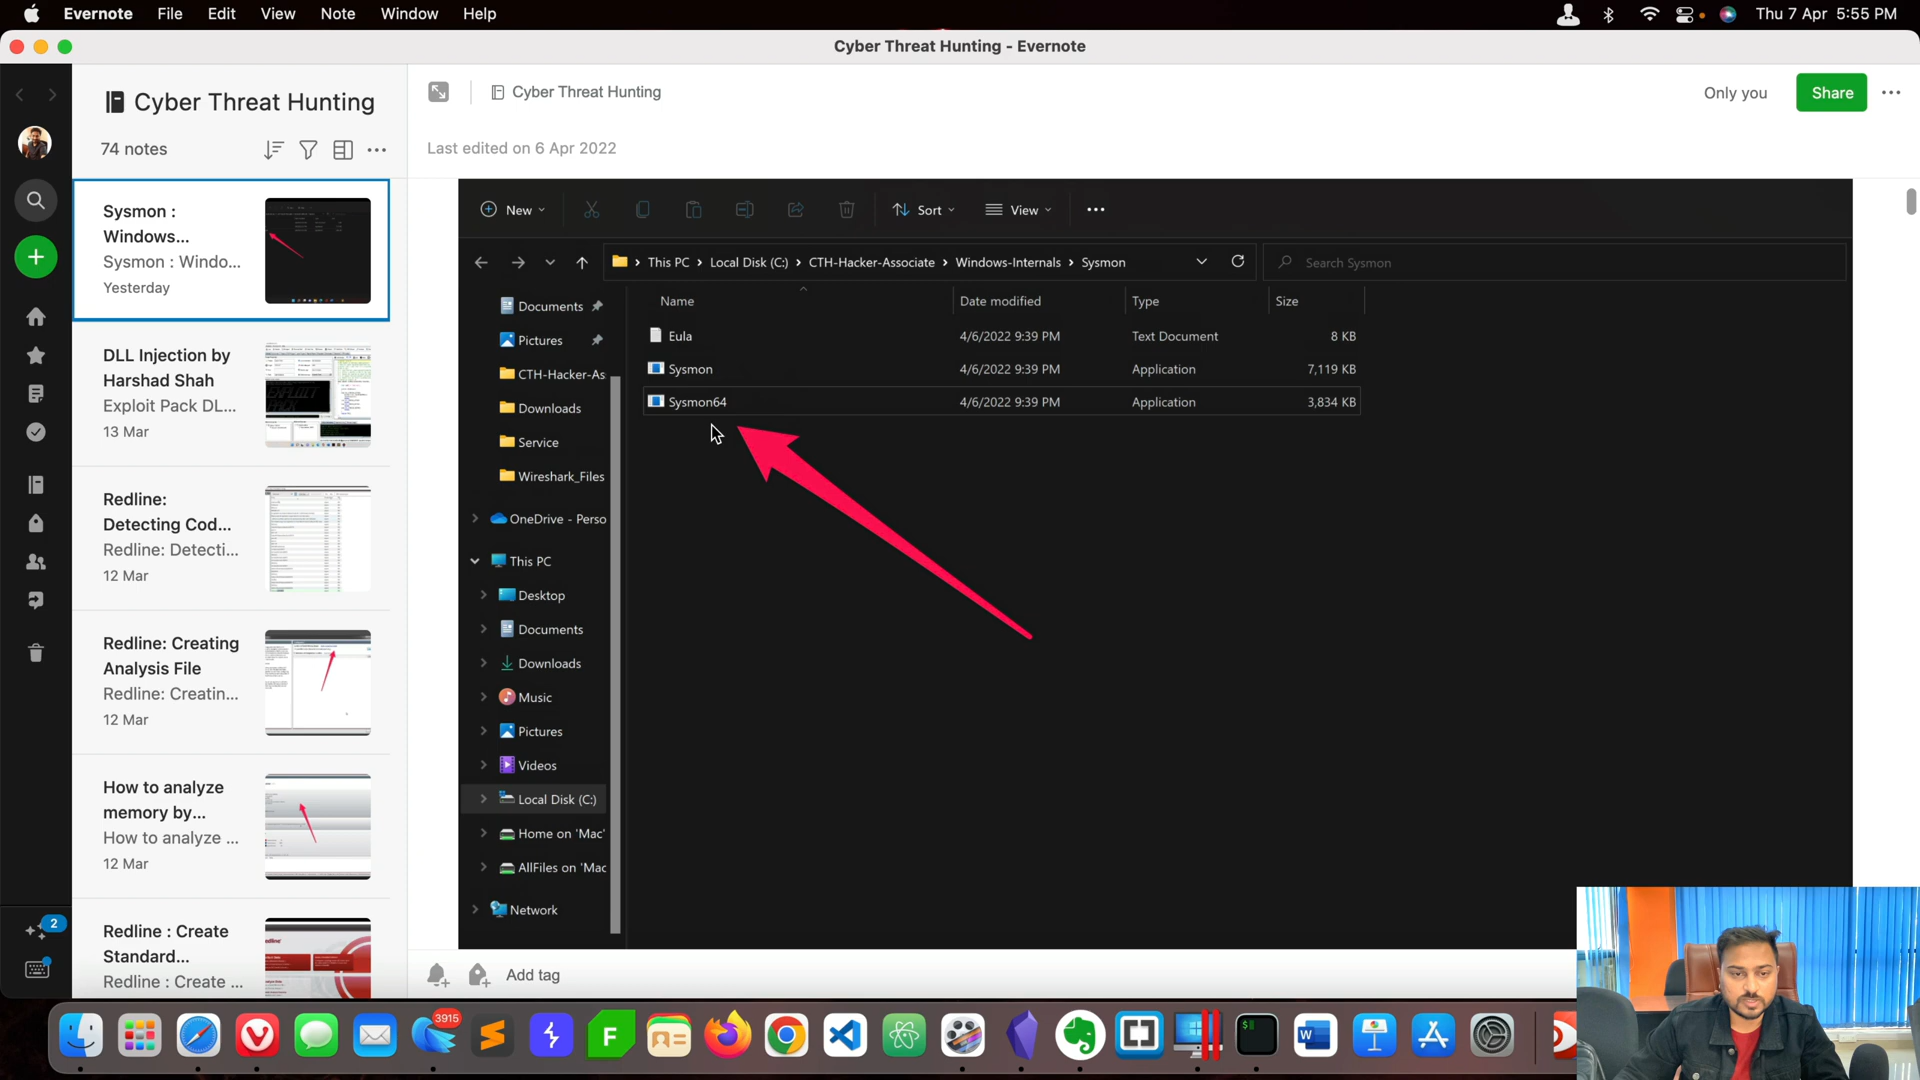 Evernote File Edit View Note Window Help
Thu 7 Apr 5:55 PM
Cyber Threat Hunting - Evernote
Cyber Threat Hunting
74 notes
Sysmon :
Windows...
Sysmon : Windo...
Yesterday
DLL Injection by
Harshad Shah
Exploit Pack DL...
13 Mar
Redline:
Detecting Cod...
Redline: Detecti...
12 Mar
Redline: Creating
Analysis File
Redline: Creatin...
12 Mar
How to analyze
memory by...
How to analyze ...
12 Mar
Redline : Create
Standard...
Redline : Create ...
2
Cyber Threat Hunting
Only you
Share
Last edited on 6 Apr 2022
New
Sort
View
This PC > Local Disk (C:) > CTH-Hacker-Associate > Windows-Internals > Sysmon
Search Sysmon
Name Date modified Type Size
Eula 4/6/2022 9:39 PM Text Document 8 KB
Sysmon 4/6/2022 9:39 PM Application 7,119 KB
Sysmon64 4/6/2022 9:39 PM Application 3,834 KB
Documents
Pictures
CTH-Hacker-As
Downloads
Service
Wireshark_Files
OneDrive - Perso
This PC
Desktop
Documents
Downloads
Music
Pictures
Videos
Local Disk (C:)
Home on 'Mac'
AllFiles on 'Mac
Network
Add tag
3915